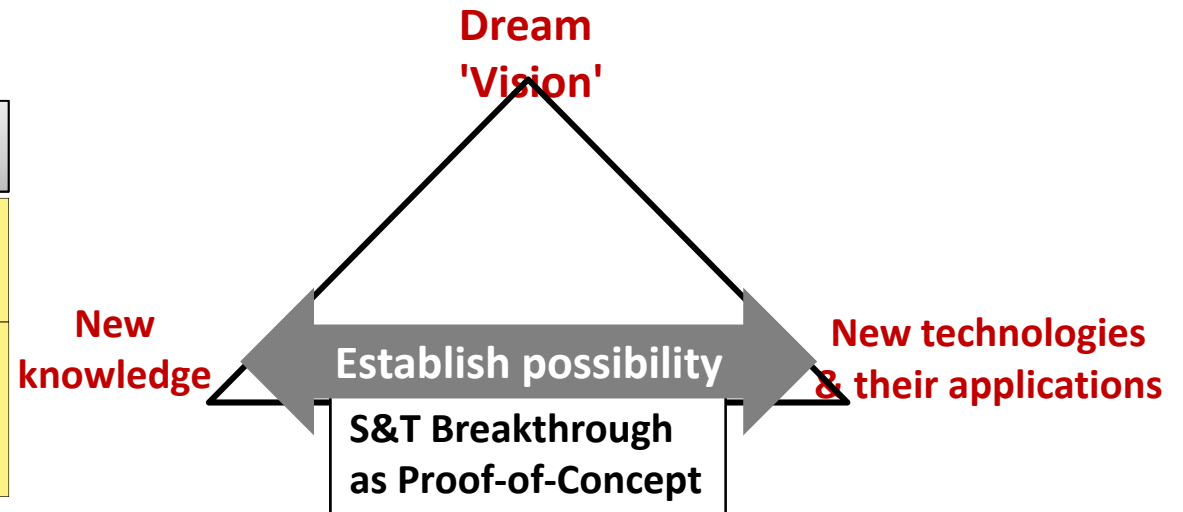 Dream
'Vision'
New
knowledge
Establish possibility
New technologies
& their applications
S&T Breakthrough
as Proof-of-Concept